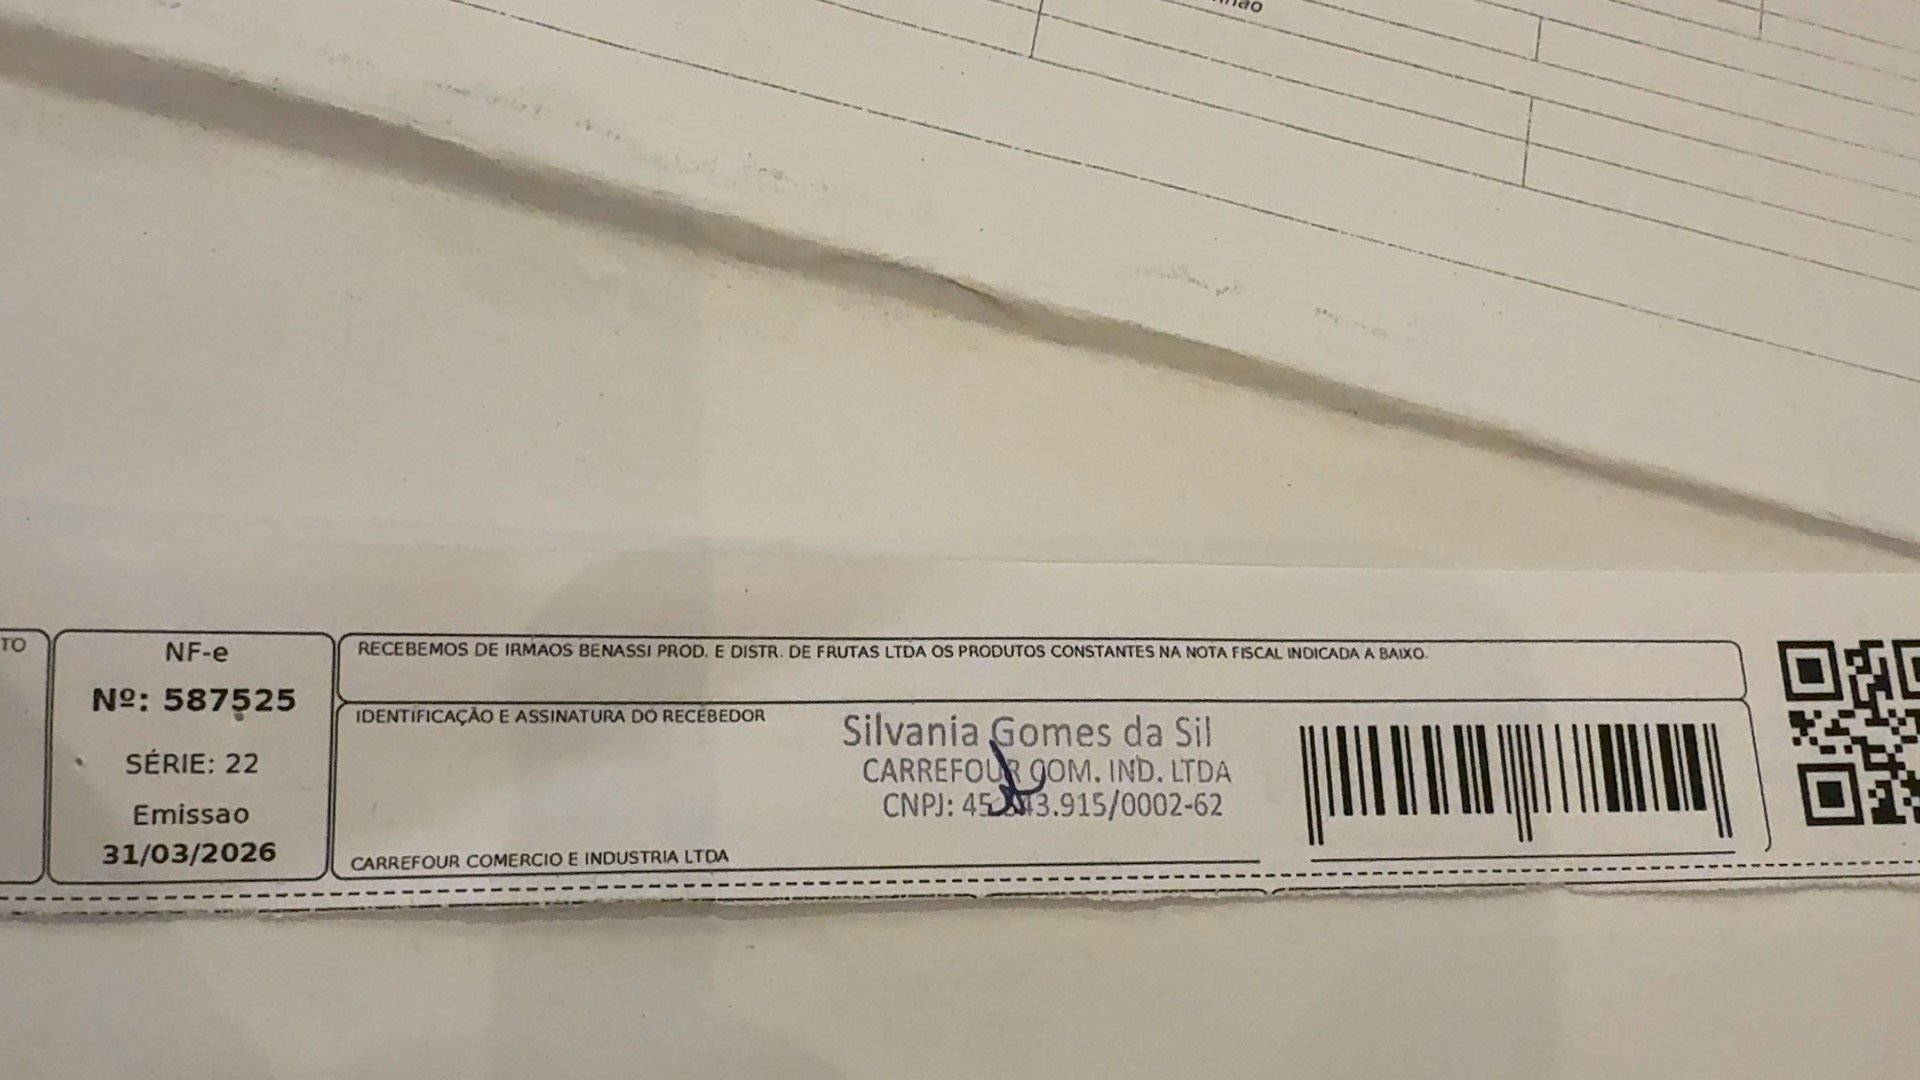 TO
NF-e
Nº: 587525
SÉRIE: 22
Emissao
31/03/2026
RECEBEMOS DE IRMAOS BENASSI PROD. E DISTR. DE FRUTAS LTDA OS PRODUTOS CONSTANTES NA NOTA FISCAL INDICADA A BAIXO.
IDENTIFICAÇÃO E ASSINATURA DO RECEBEDOR
Silvania Gomes da Sil
CARREFOUR COM. IND. LTDA
CNPJ:
CARREFOUR COMERCIO E INDUSTRIA LTDA